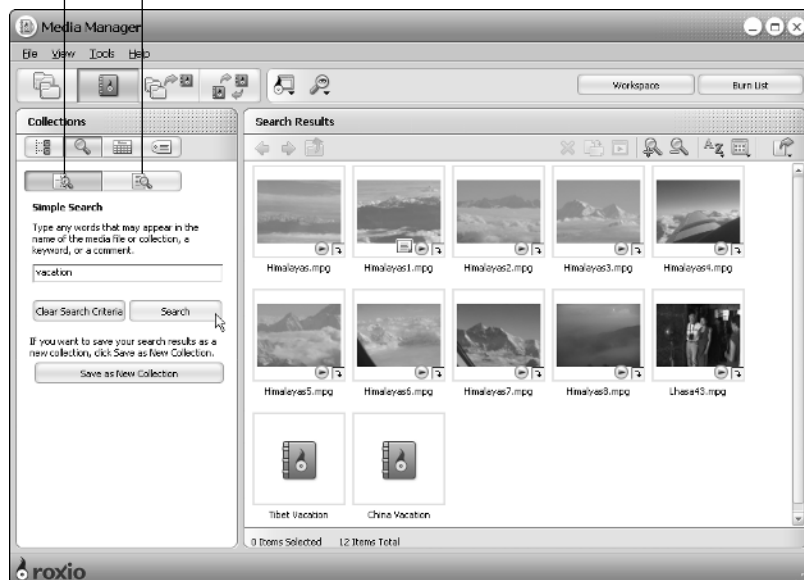 Media Manager
File View Tools Help
Workspace
Burn List
Collections
Simple Search
Type any words that may appear in the
name of the media file or collection, a
keyword, or a comment.
vacation
Clear Search Criteria
Search
If you want to save your search results as a
new collection, click Save as New Collection.
Save as New Collection
Search Results
AZ
Himalayas.mpg
Himalayas1.mpg
Himalayas2.mpg
Himalayas3.mpg
Himalayas4.mpg
Himalayas5.mpg
Himalayas6.mpg
Himalayas7.mpg
Himalyas8.mpg
Lhasa43.mpg
Tibet Vacation
China Vacation
0 Items Selected
12 Items Total
roxio